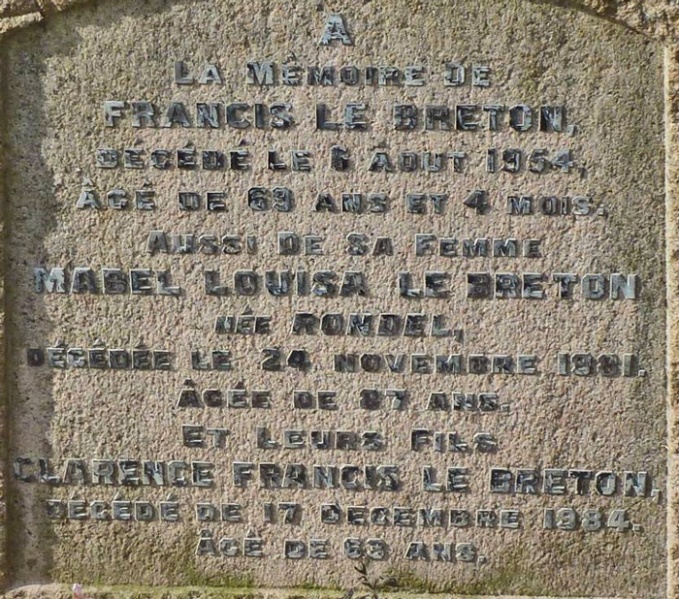 A
LA MÉMOIRE DE
FRANCIS LE BRETON,
DÉCÉDÉ LE 6 AOUT 1954,
ÂGÉ DE 69 ANS ET 4 MOIS.
AUSSI DE SA FEMME
MABEL LOUISA LE BRETON
NÉE RONDEL,
DÉCÉDÉE LE 24 NOVEMBRE 1981.
ÂGÉE DE 87 ANS.
ET LEURS FILS
CLARENCE FRANCIS LE BRETON,
DÉCÉDÉ DE 17 DECEMBRE 1984.
ÂGÉ DE 63 ANS.